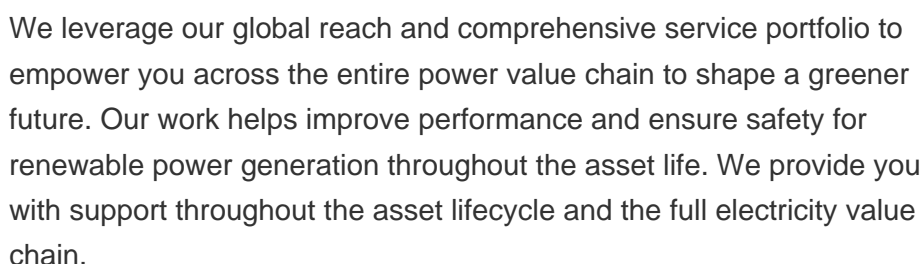 We leverage our global reach and comprehensive service portfolio to
empower you across the entire power value chain to shape a greener
future. Our work helps improve performance and ensure safety for
renewable power generation throughout the asset life. We provide you
with support throughout the asset lifecycle and the full electricity value
chain.